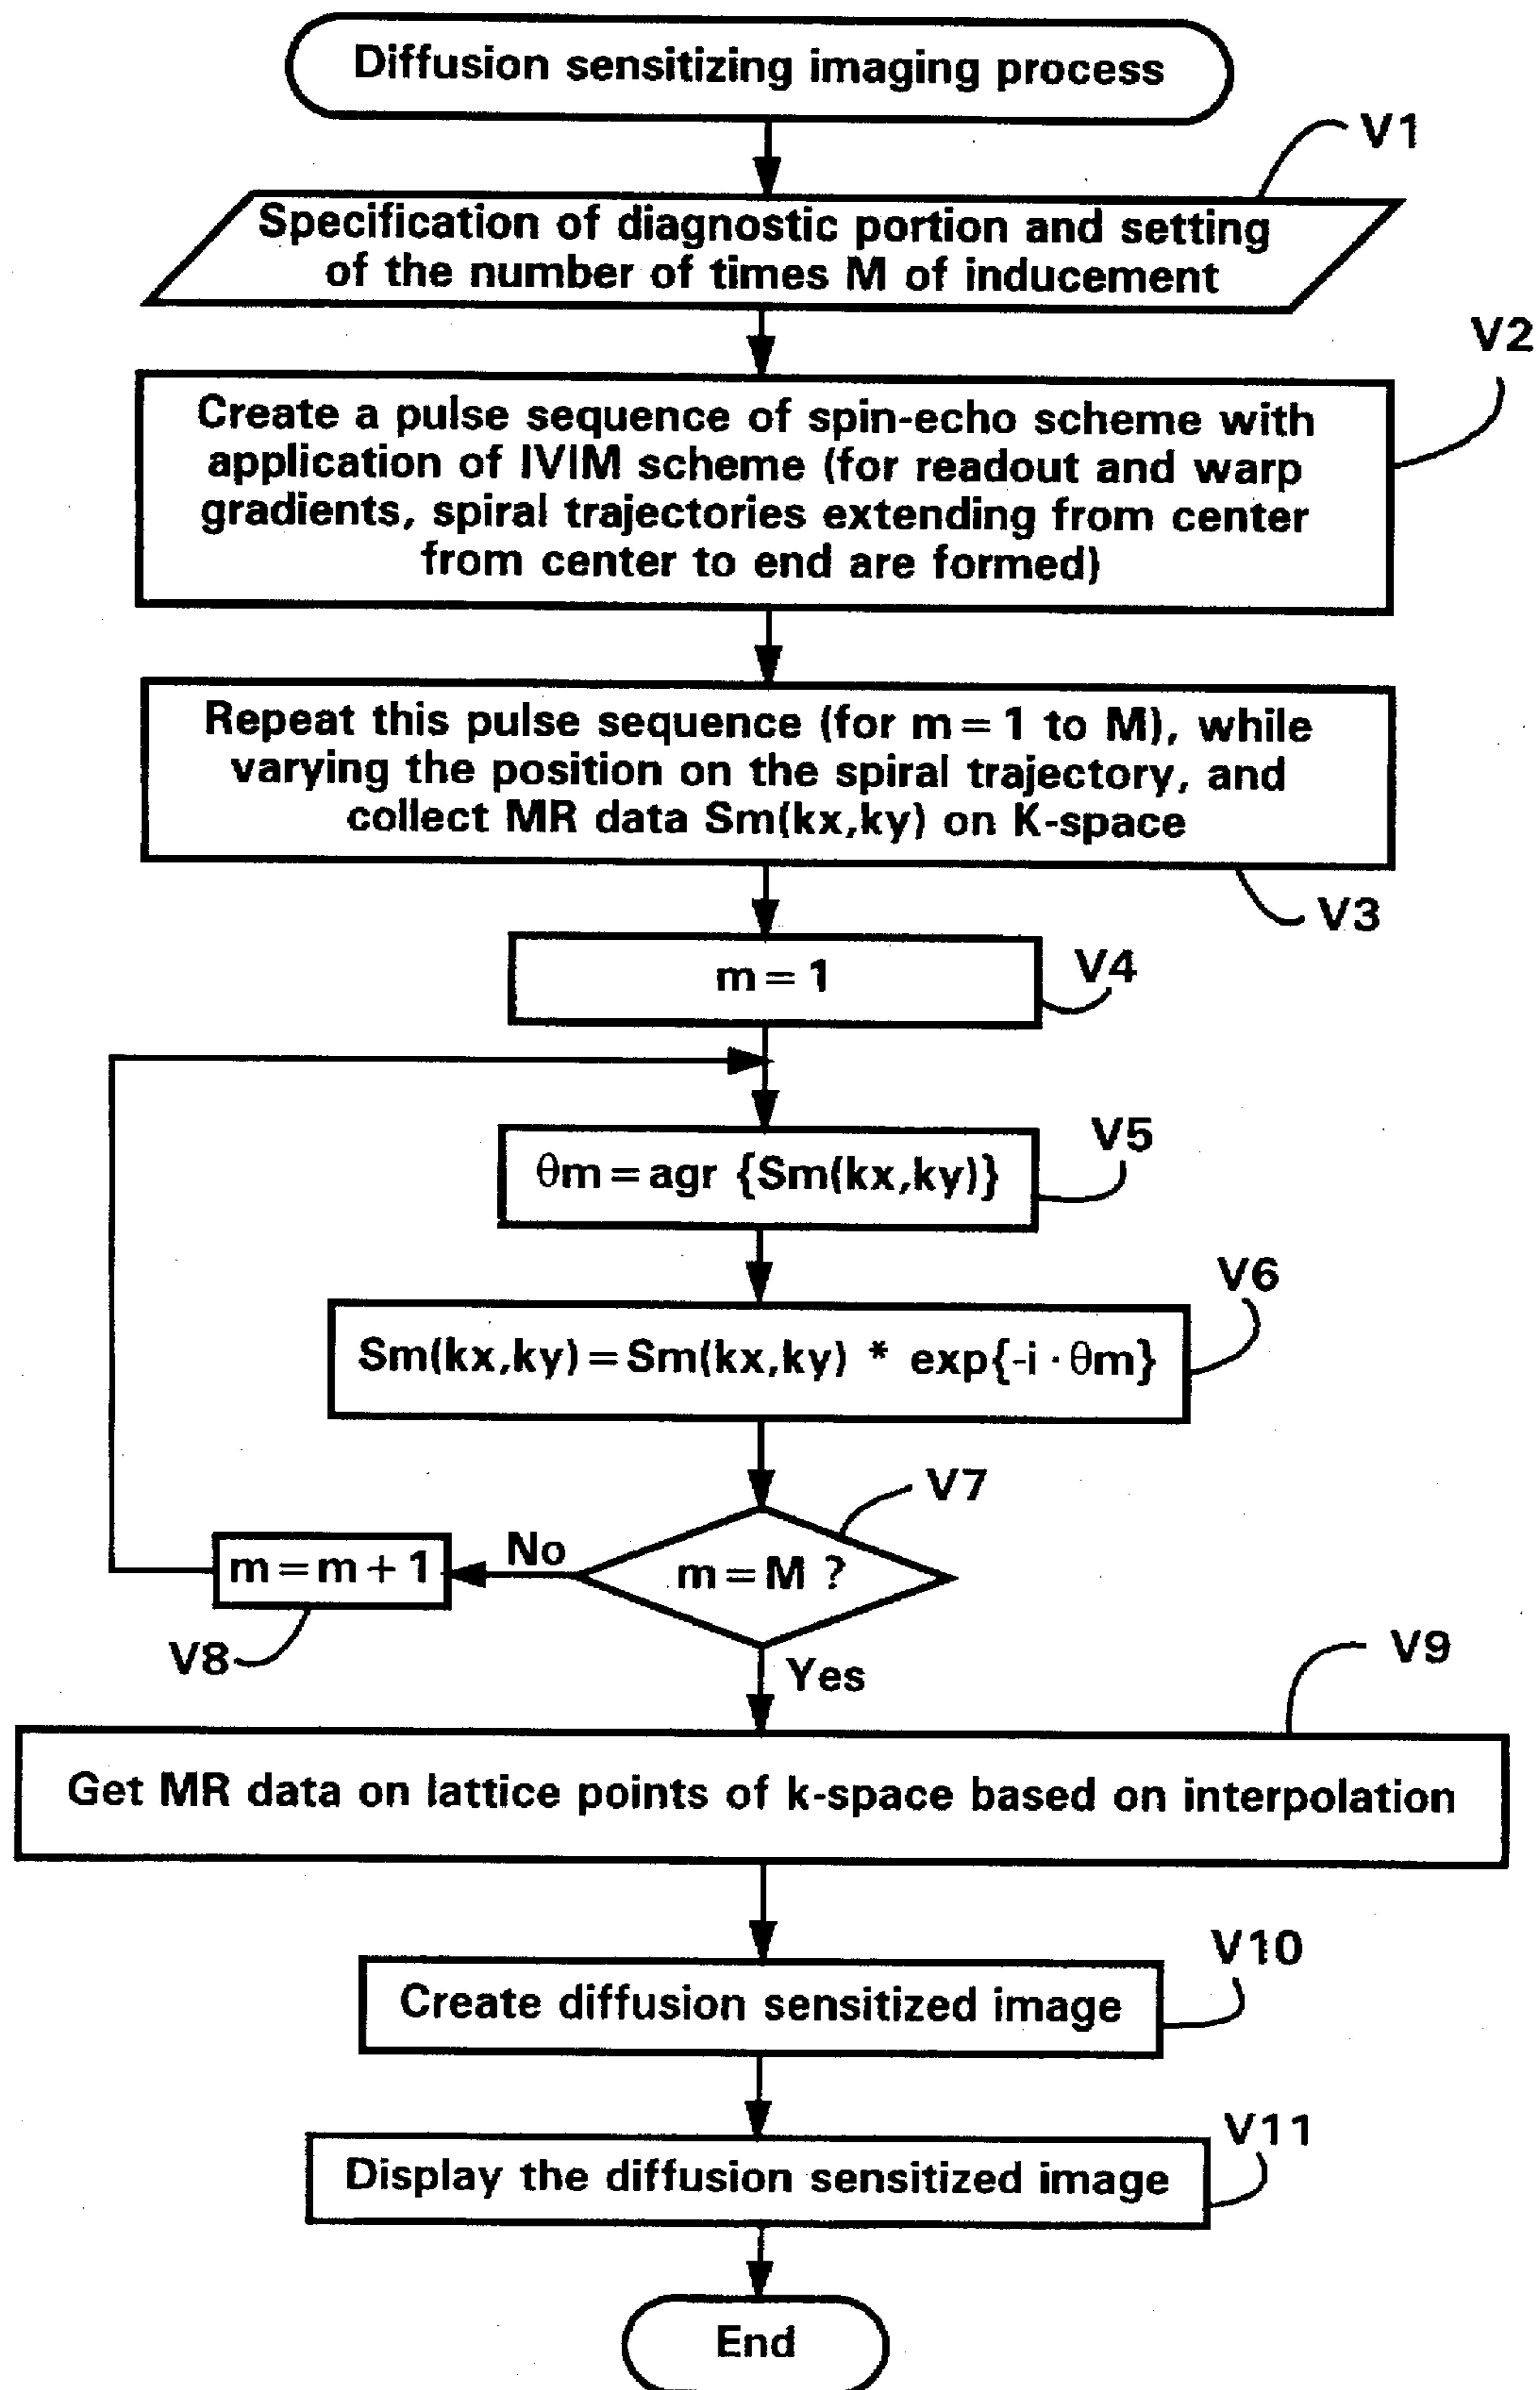 Diffusion sensitizing imaging process
V1
Specification of diagnostic portion and setting
of the number of times M of inducement
V2
Create a pulse sequence of spin-echo scheme with
application of IVIM scheme (for readout and warp
gradients, spiral trajectories extending from center
from center to end are formed)
Repeat this pulse sequence (for m = 1 to M), while
varying the position on the spiral trajectory, and
collect MR data Sm(kx,ky) on K-space
V3
m = 1
V4
V5
θm = agr {Sm(kx,ky)}
V6
Sm(kx,ky) = Sm(kx,ky) * exp{-i · θm}
V7
m = M ?
No
m = m + 1
V8
Yes
V9
Get MR data on lattice points of k-space based on interpolation
V10
Create diffusion sensitized image
V11
Display the diffusion sensitized image
End